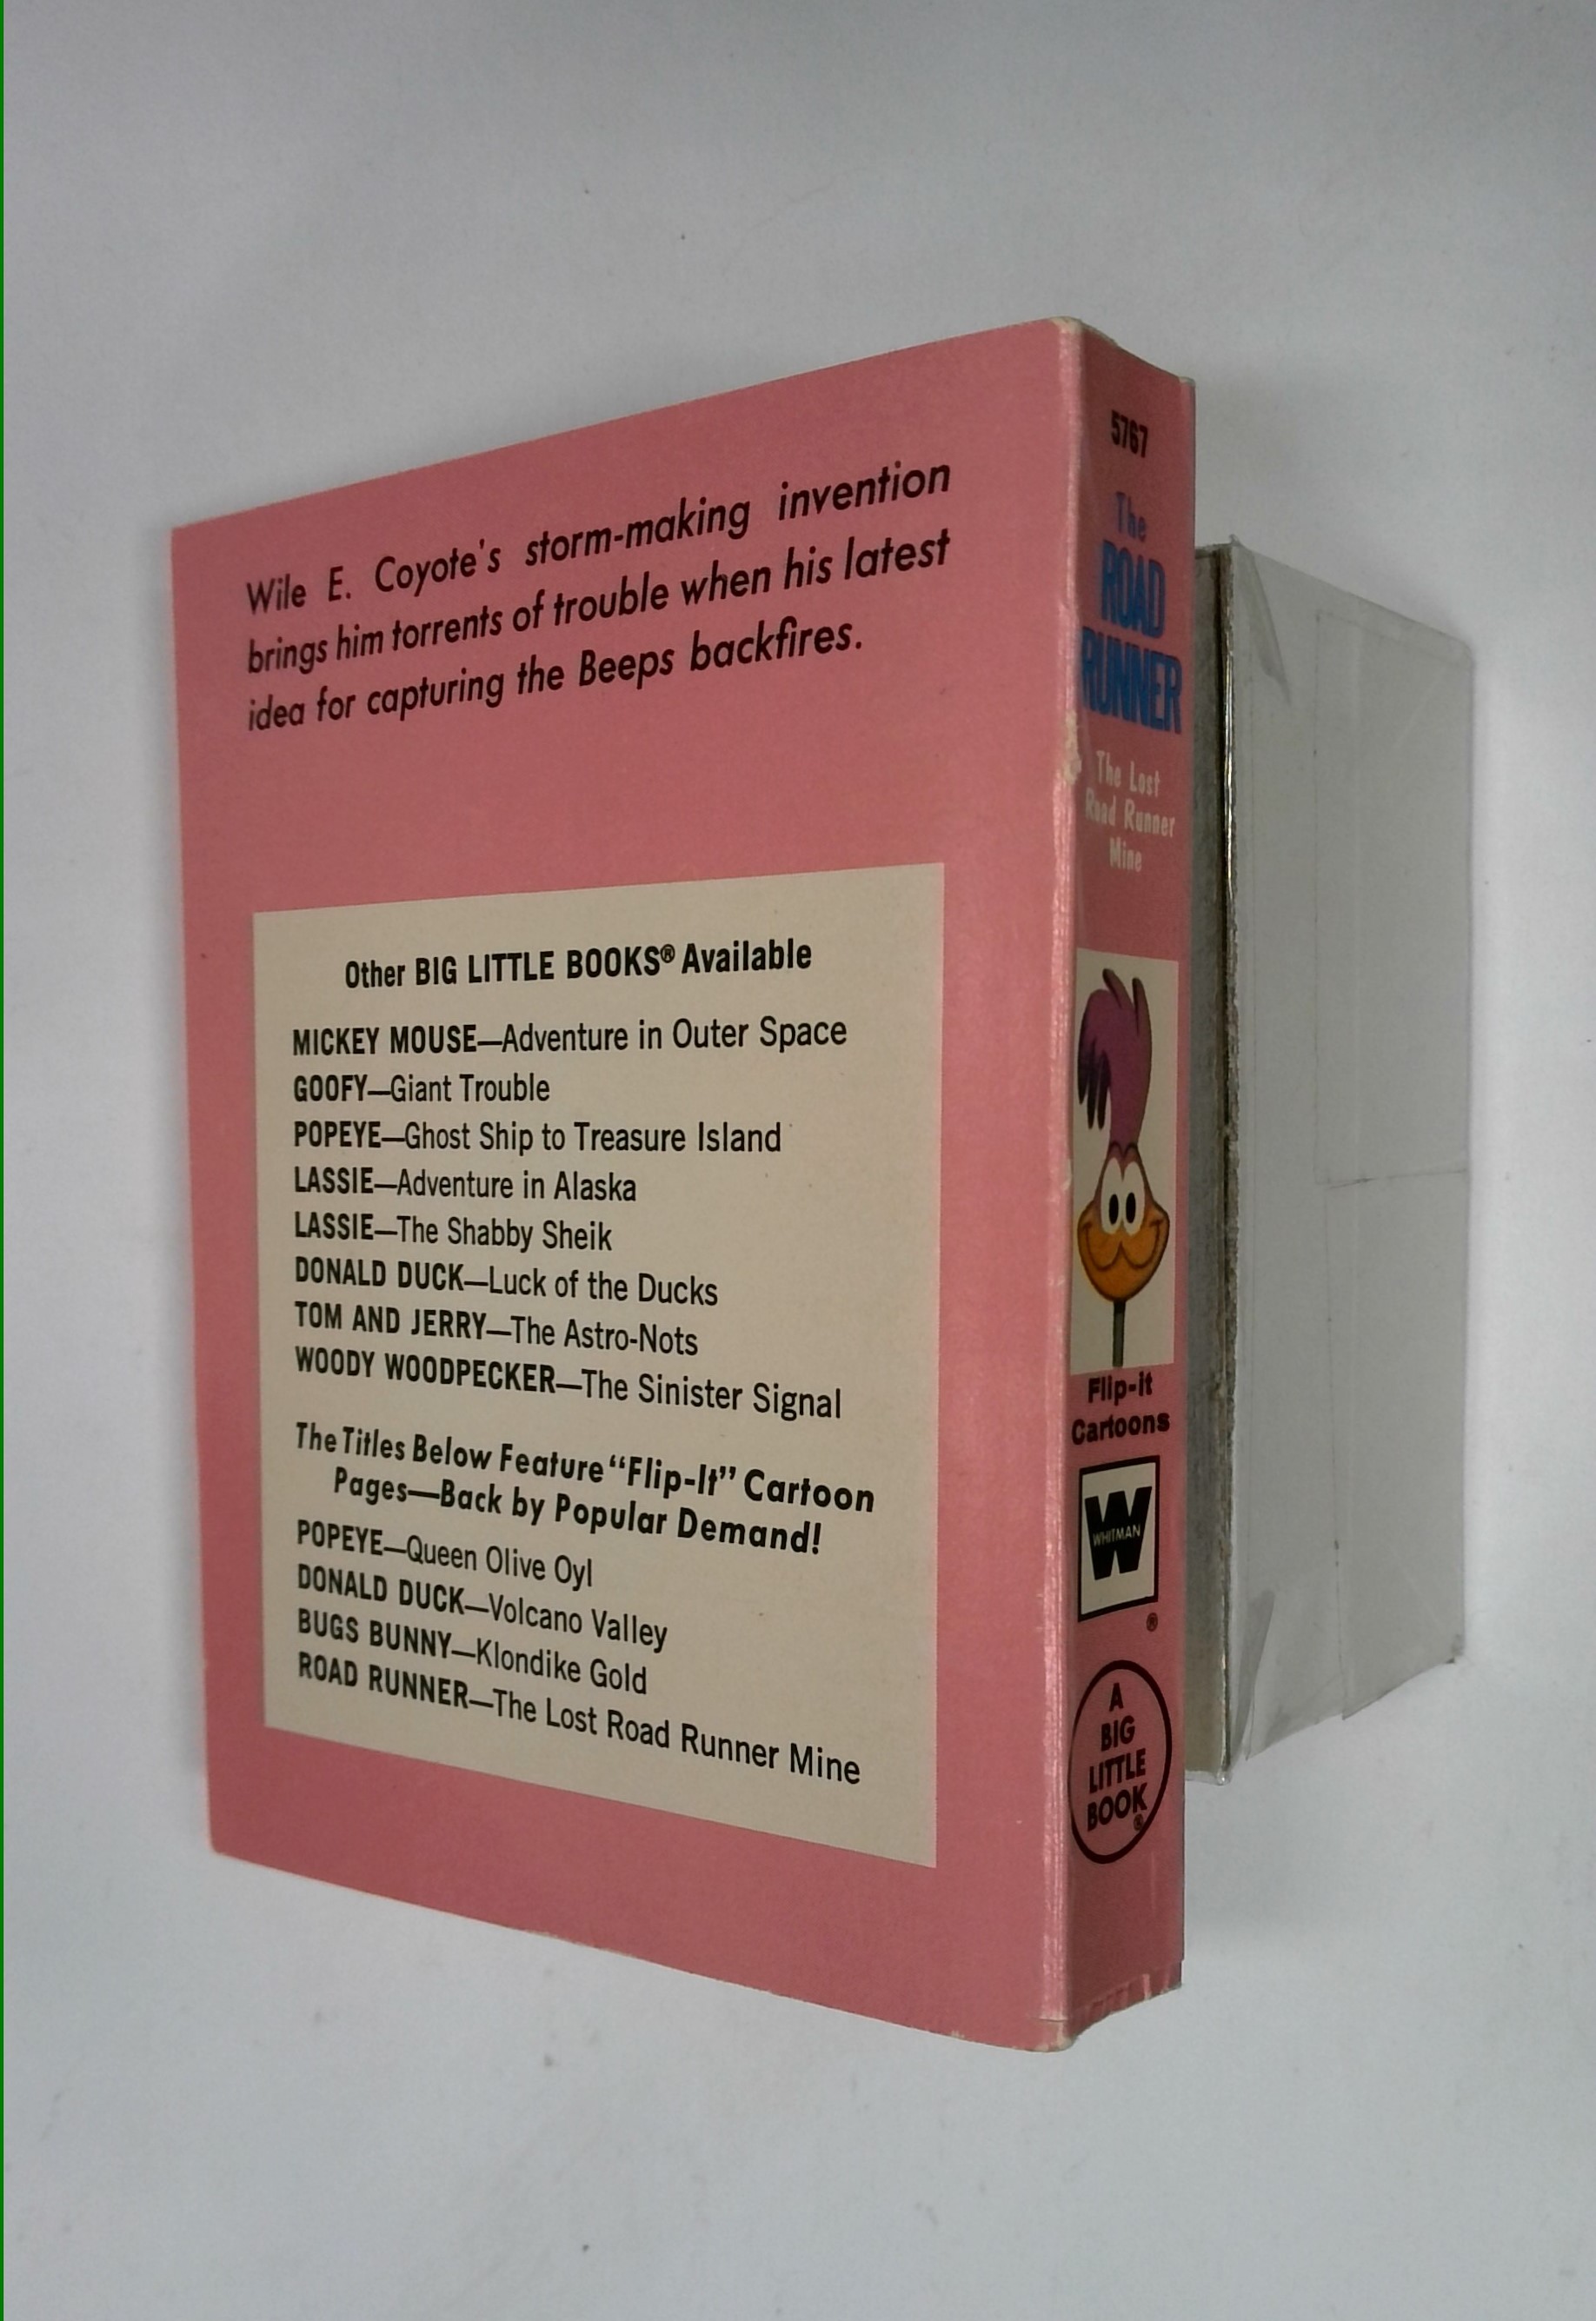 Wile E. Coyote's storm-making invention
brings him torrents of trouble when his latest
idea for capturing the Beeps backfires.
Other BIG LITTLE BOOKS® Available
MICKEY MOUSE—Adventure in Outer Space
GOOFY—Giant Trouble
POPEYE—Ghost Ship to Treasure Island
LASSIE—Adventure in Alaska
LASSIE—The Shabby Sheik
DONALD DUCK—Luck of the Ducks
TOM AND JERRY—The Astro-Nots
WOODY WOODPECKER—The Sinister Signal
The Titles Below Feature “Flip-It” Cartoon
Pages—Back by Popular Demand!
POPEYE—Queen Olive Oyl
DONALD DUCK—Volcano Valley
BUGS BUNNY—Klondike Gold
ROAD RUNNER—The Lost Road Runner Mine
5767
The
ROAD
RUNNER
The Lost
Road Runner
Mine
Flip-it
Cartoons
W
WHITMAN
®
A
BIG
LITTLE
BOOK
®